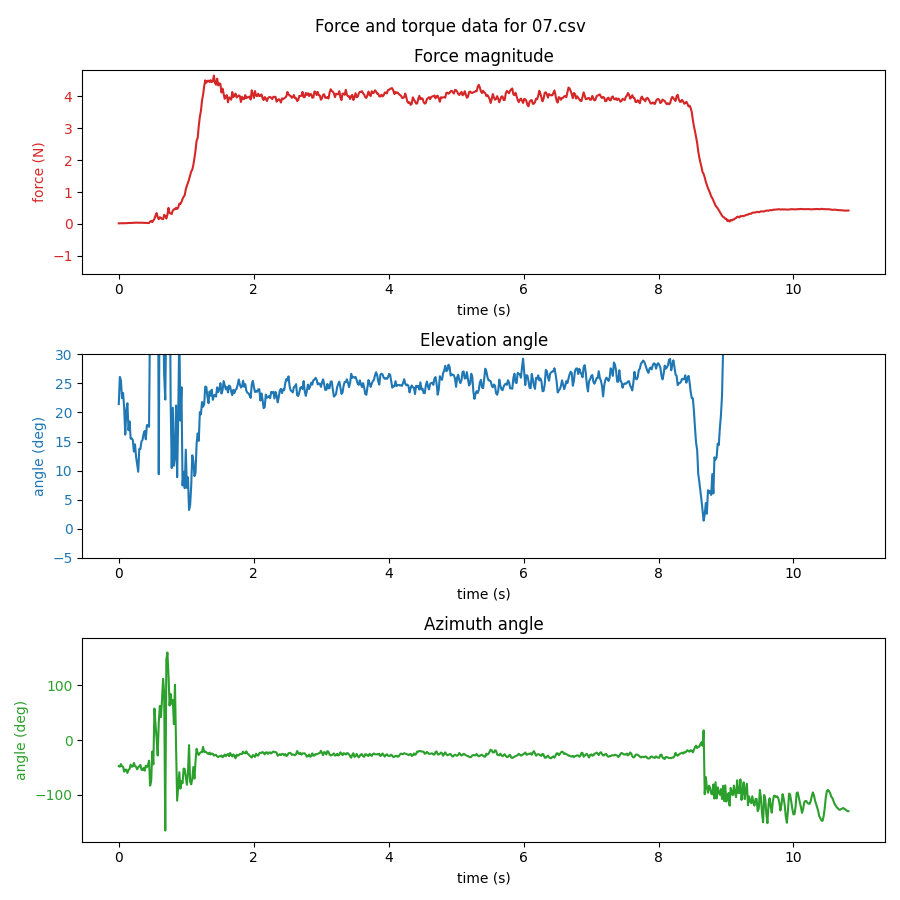 Force and torque data for 07.csv
Force magnitude
force (N)
4
3
2
1
0
−1
0 2 4 6 8 10
time (s)
Elevation angle
angle (deg)
30
25
20
15
10
5
0
−5
0 2 4 6 8 10
time (s)
Azimuth angle
angle (deg)
100
0
−100
0 2 4 6 8 10
time (s)